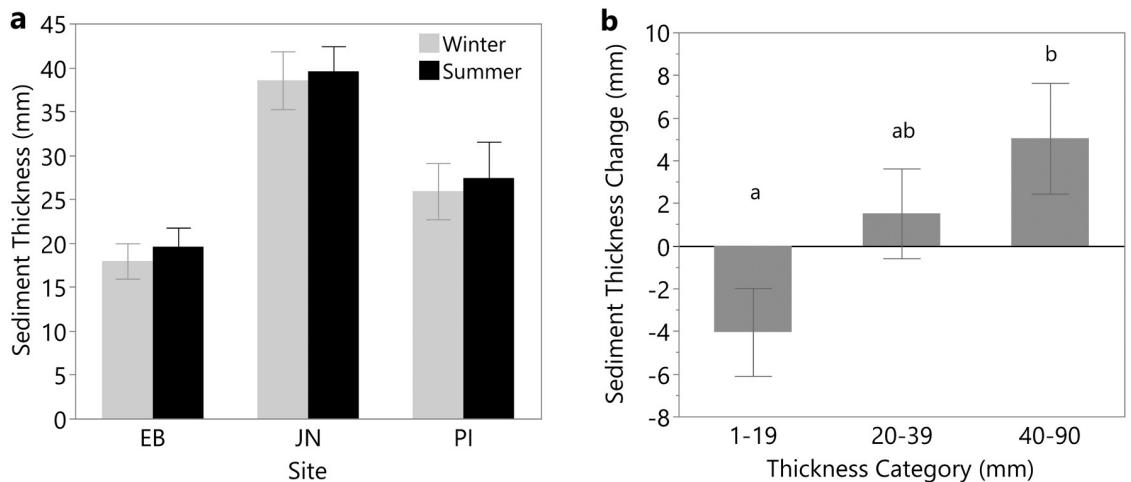 a
45
40
35
30
25
20
15
10
5
0
Sediment Thickness (mm)
Winter
Summer
EB JN PI
Site
b
10
8
6
4
2
0
-2
-4
-6
-8
Sediment Thickness Change (mm)
a
ab
b
1-19 20-39 40-90
Thickness Category (mm)